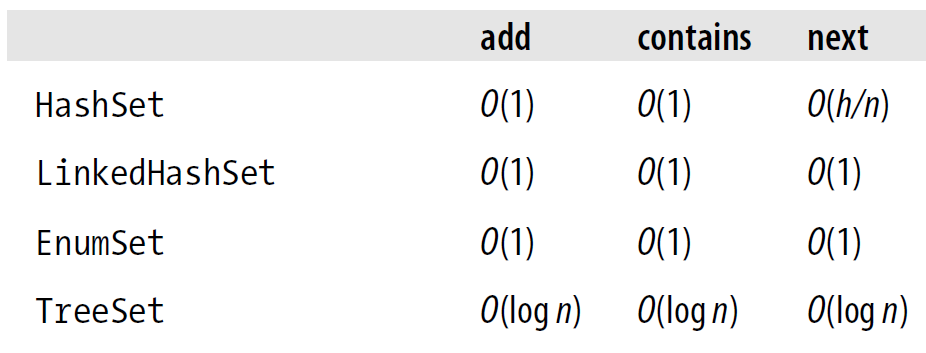 add contains next
HashSet O(1) O(1) O(h/n)
LinkedHashSet O(1) O(1) O(1)
EnumSet O(1) O(1) O(1)
TreeSet O(log n) O(log n) O(log n)